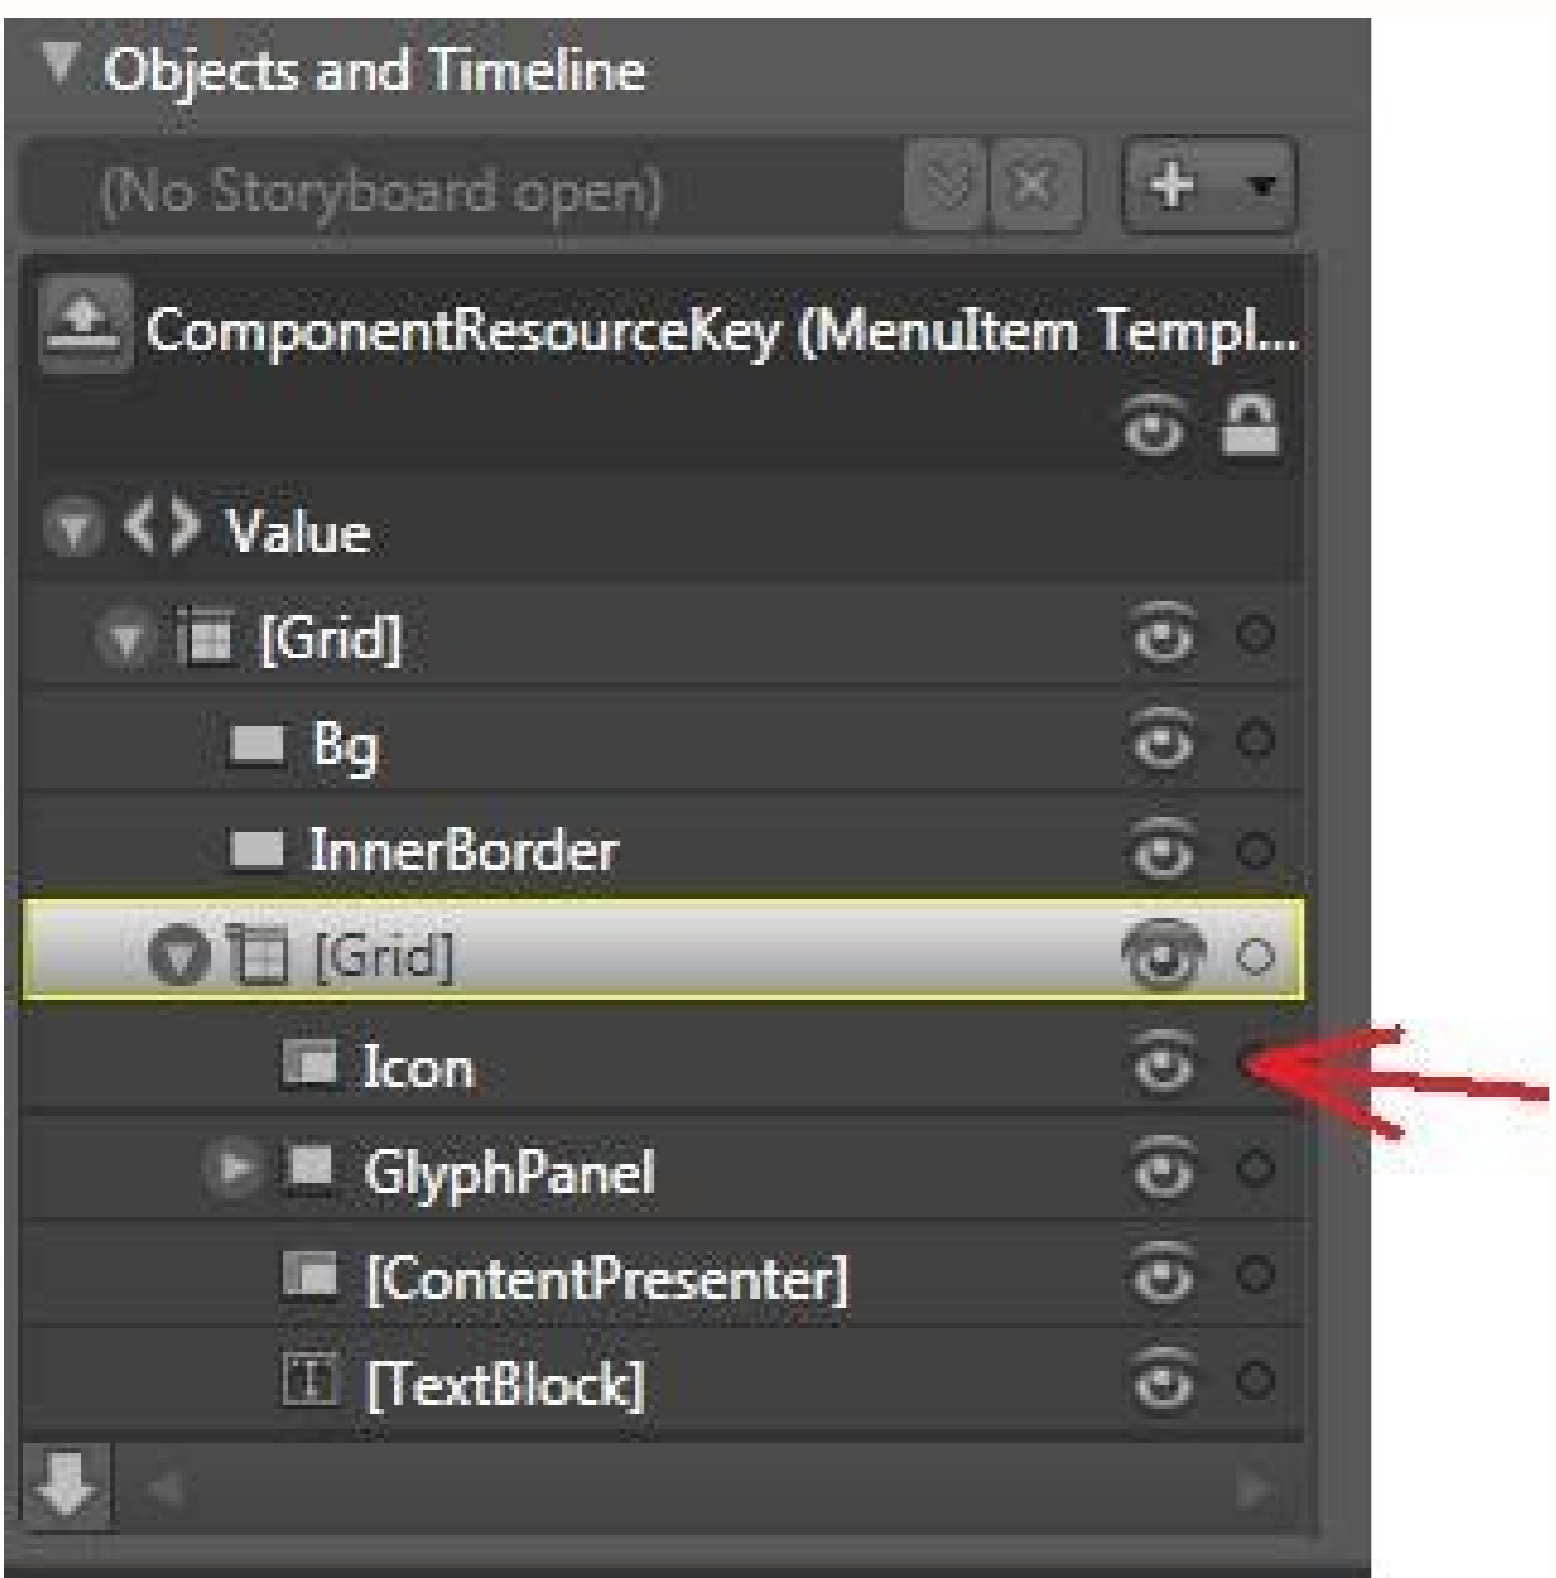 Objects and Timeline
(No Storyboard open)
ComponentResourceKey (MenuItem Templ...
Value
[Grid]
Bg
InnerBorder
[Grid]
Icon
GlyphPanel
[ContentPresenter]
[TextBlock]